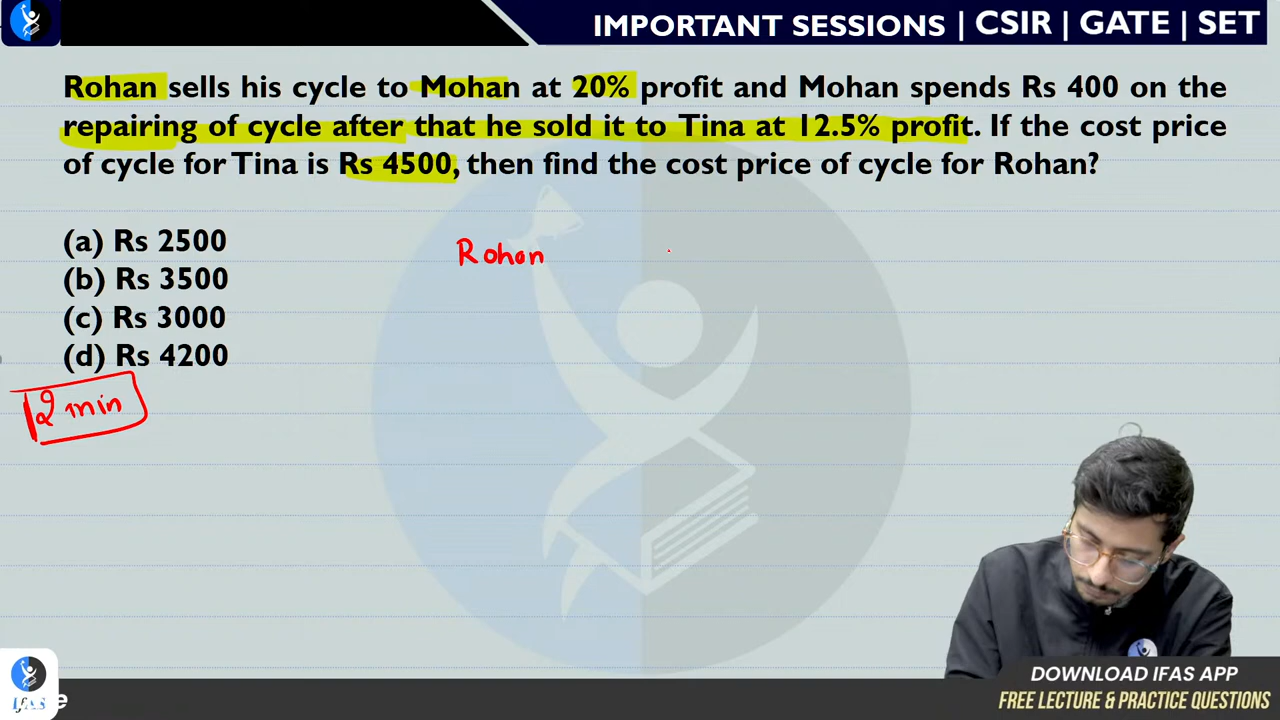 IMPORTANT SESSIONS | CSIR | GATE | SET
Rohan sells his cycle to Mohan at 20% profit and Mohan spends Rs 400 on the
repairing of cycle after that he sold it to Tina at 12.5% profit. If the cost price
of cycle for Tina is Rs 4500, then find the cost price of cycle for Rohan?
(a) Rs 2500
(b) Rs 3500
(c) Rs 3000
(d) Rs 4200
Rohan
2 min
DOWNLOAD IFAS APP
FREE LECTURE & PRACTICE QUESTIONS
IFAS